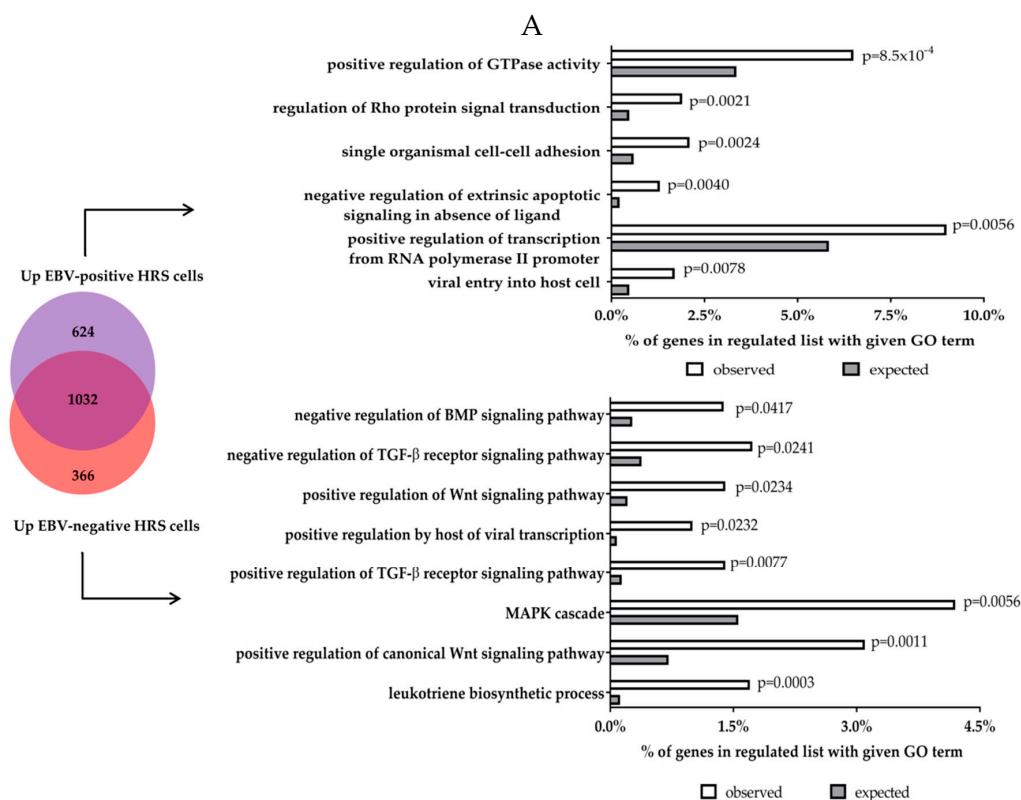 A
positive regulation of GTPase activity
p=8.5x10⁻⁴
regulation of Rho protein signal transduction
p=0.0021
single organismal cell-cell adhesion
p=0.0024
negative regulation of extrinsic apoptotic
signaling in absence of ligand
p=0.0040
positive regulation of transcription
from RNA polymerase II promoter
p=0.0056
viral entry into host cell
p=0.0078
0.0% 2.5% 5.0% 7.5% 10.0%
% of genes in regulated list with given GO term
observed expected
Up EBV-positive HRS cells
624
1032
366
Up EBV-negative HRS cells
negative regulation of BMP signaling pathway
p=0.0417
negative regulation of TGF-β receptor signaling pathway
p=0.0241
positive regulation of Wnt signaling pathway
p=0.0234
positive regulation by host of viral transcription
p=0.0232
positive regulation of TGF-β receptor signaling pathway
p=0.0077
MAPK cascade
p=0.0056
positive regulation of canonical Wnt signaling pathway
p=0.0011
leukotriene biosynthetic process
p=0.0003
0.0% 1.5% 3.0% 4.5%
% of genes in regulated list with given GO term
observed expected